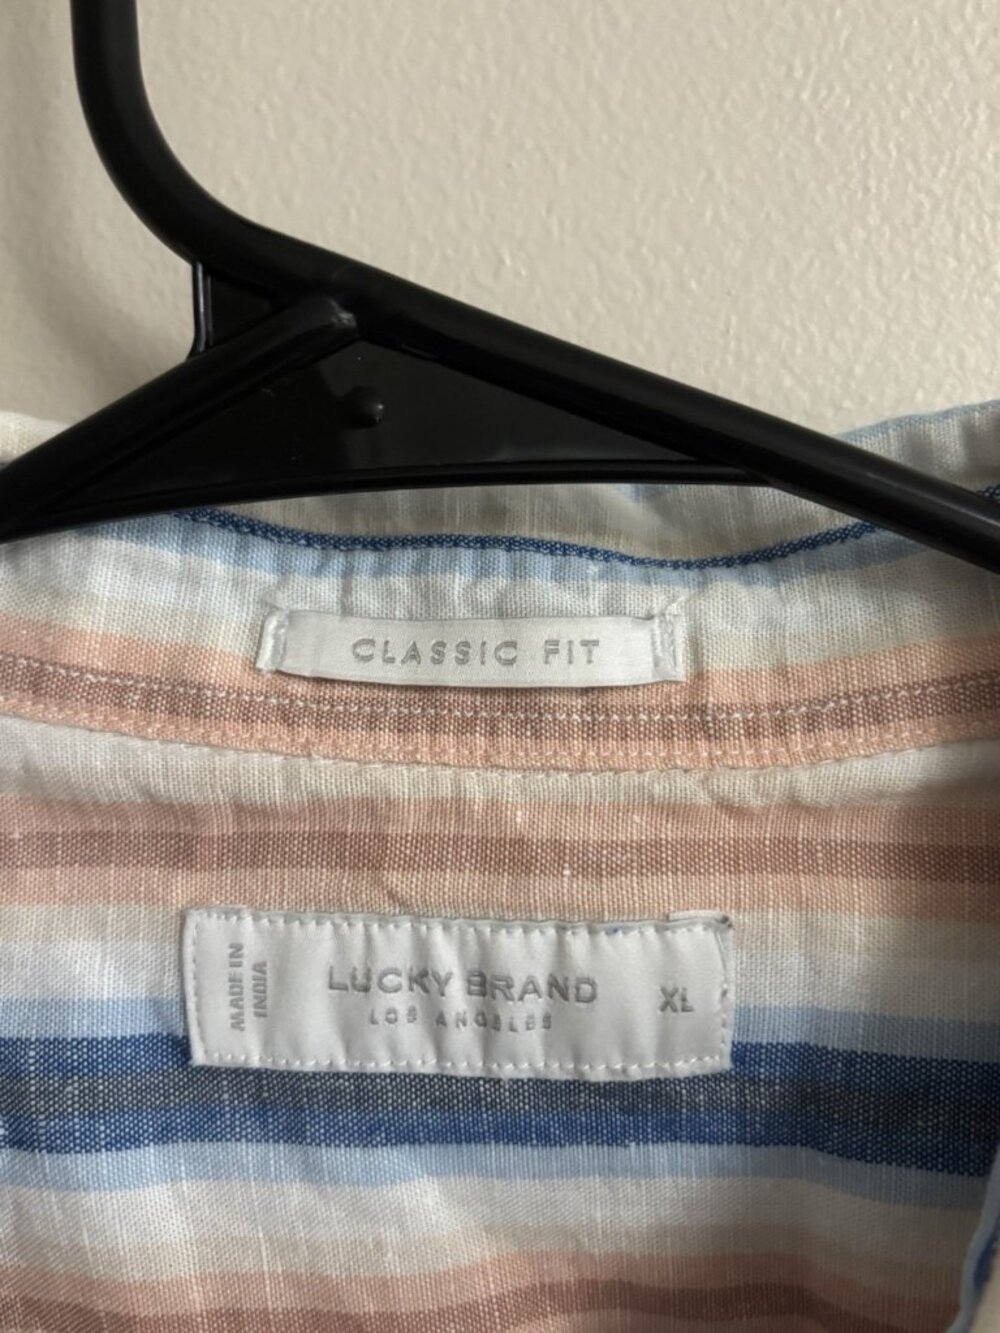 CLASSIC FIT
MADE IN
INDIA
LUCKY BRAND
LOS ANGELES
XL